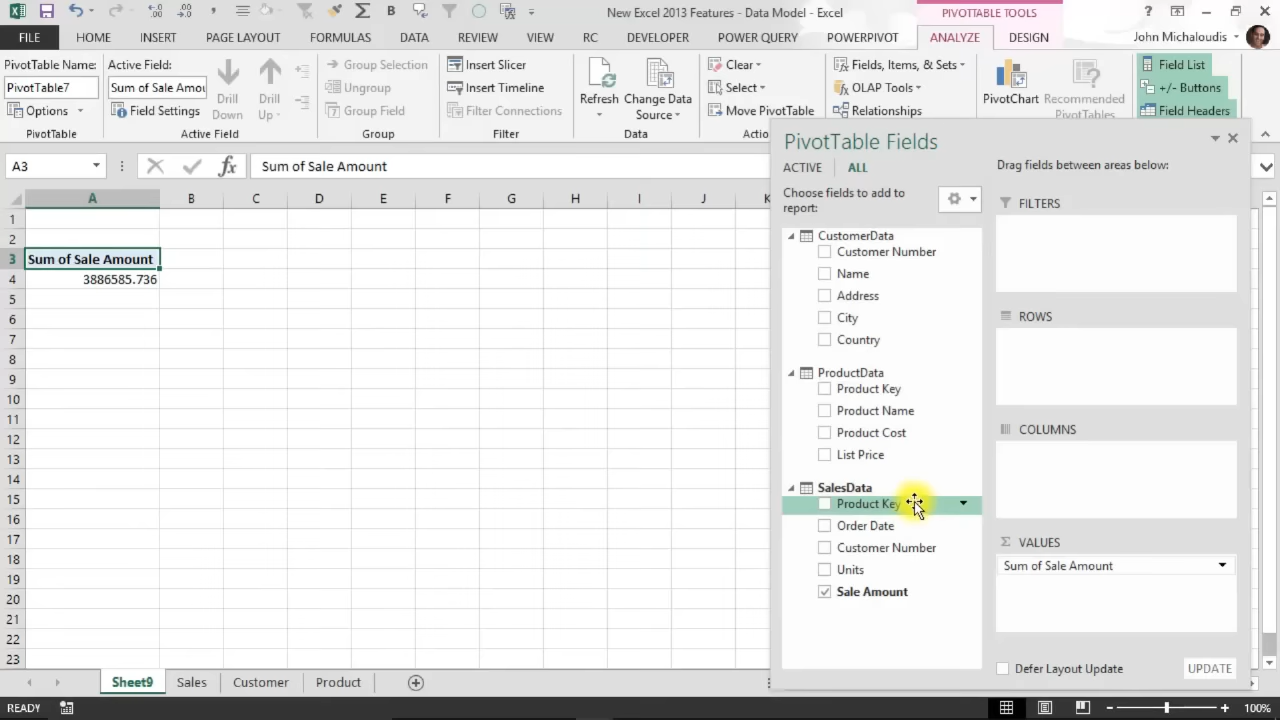 New Excel 2013 Features - Data Model - Excel
PIVOTTABLE TOOLS
FILE HOME INSERT PAGE LAYOUT FORMULAS DATA REVIEW VIEW RC DEVELOPER POWER QUERY POWERPIVOT ANALYZE DESIGN John Michaloudis
PivotTable Name:
PivotTable7
Options
PivotTable
Active Field:
Sum of Sale Amou
Field Settings
Drill Down
Drill Up
Active Field
Group Selection
Ungroup
Group Field
Group
Insert Slicer
Insert Timeline
Filter Connections
Filter
Refresh
Change Data Source
Data
Clear
Select
Move PivotTable
Actio
Fields, Items, & Sets
OLAP Tools
Relationships
PivotChart
Recommended PivotTables
Field List
+/- Buttons
Field Headers
A3
fx
Sum of Sale Amount
A B C D E F G H I J K
1
2
3 Sum of Sale Amount
4 3886585.736
5
6
7
8
9
10
11
12
13
14
15
16
17
18
19
20
21
22
23
PivotTable Fields
ACTIVE ALL
Choose fields to add to
report:
CustomerData
Customer Number
Name
Address
City
Country
ProductData
Product Key
Product Name
Product Cost
List Price
SalesData
Product Key
Order Date
Customer Number
Units
Sale Amount
Drag fields between areas below:
FILTERS
ROWS
COLUMNS
Σ VALUES
Sum of Sale Amount
Defer Layout Update
UPDATE
Sheet9 Sales Customer Product
READY
100%